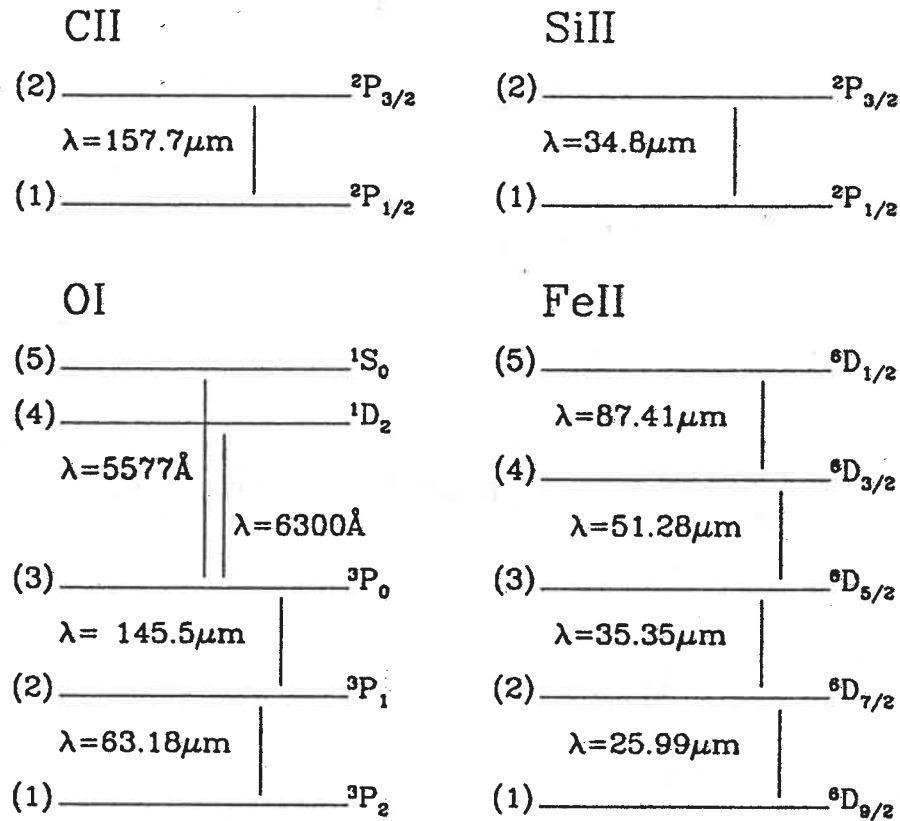 CII
(2) ²P₃/₂
λ=157.7μm
(1) ²P₁/₂
SiII
(2) ²P₃/₂
λ=34.8μm
(1) ²P₁/₂
OI
(5) ¹S₀
(4) ¹D₂
λ=5577Å
λ=6300Å
(3) ³P₀
λ= 145.5μm
(2) ³P₁
λ=63.18μm
(1) ³P₂
FeII
(5) ⁶D₁/₂
λ=87.41μm
(4) ⁶D₃/₂
λ=51.28μm
(3) ⁶D₅/₂
λ=35.35μm
(2) ⁶D₇/₂
λ=25.99μm
(1) ⁶D₉/₂